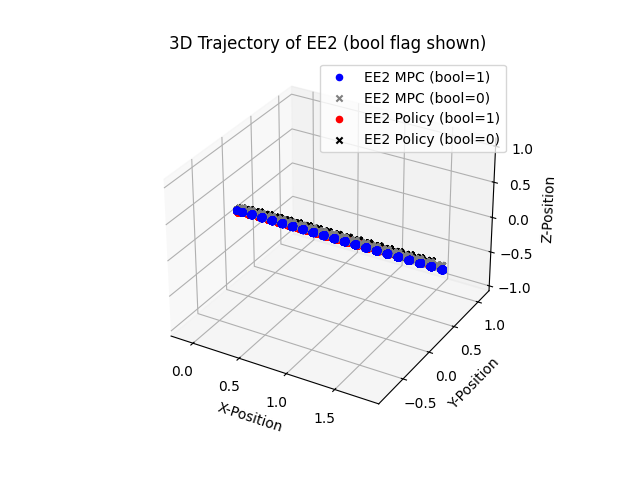 3D Trajectory of EE2 (bool flag shown)
EE2 MPC (bool=1)
EE2 MPC (bool=0)
EE2 Policy (bool=1)
EE2 Policy (bool=0)
1.0
0.5
0.0
−0.5
−1.0
Z-Position
1.0
0.5
0.0
−0.5
Y-Position
0.0
0.5
1.0
1.5
X-Position